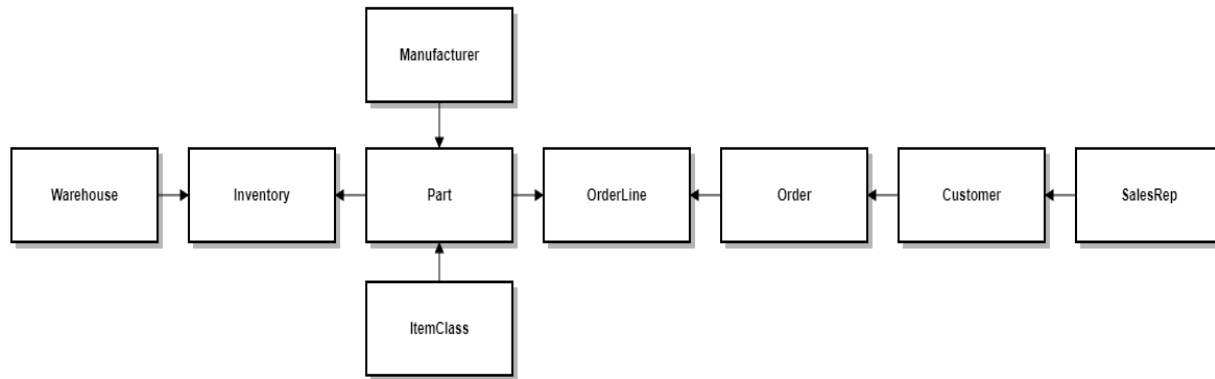 Manufacturer
Warehouse
Inventory
Part
OrderLine
Order
Customer
SalesRep
ItemClass